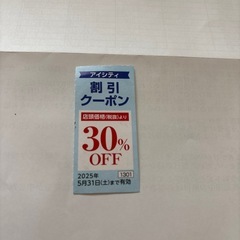 アイシティ
割引
クーポン
店頭価格(税抜)より
30%
OFF
2025年 1301
5月31日(土)まで有効